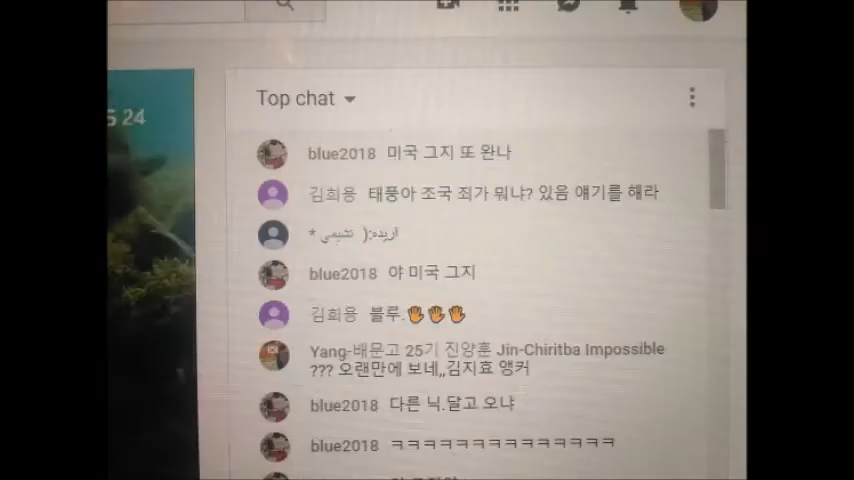 5 24
Top chat
blue2018 미국 그지 또 완냐
김희용 태풍아 조국 죄가 뭐냐? 있음 얘기를 해라
blue2018 야 미국 그지
김희용 블루.🖐🖐🖐
Yang-배문고 25기 진양훈 Jin-Chiritba Impossible
??? 오랜만에 보네,,김지효 앵커
blue2018 다른 닉.달고 오냐
blue2018 ㅋㅋㅋㅋㅋㅋㅋㅋㅋㅋㅋㅋㅋㅋ